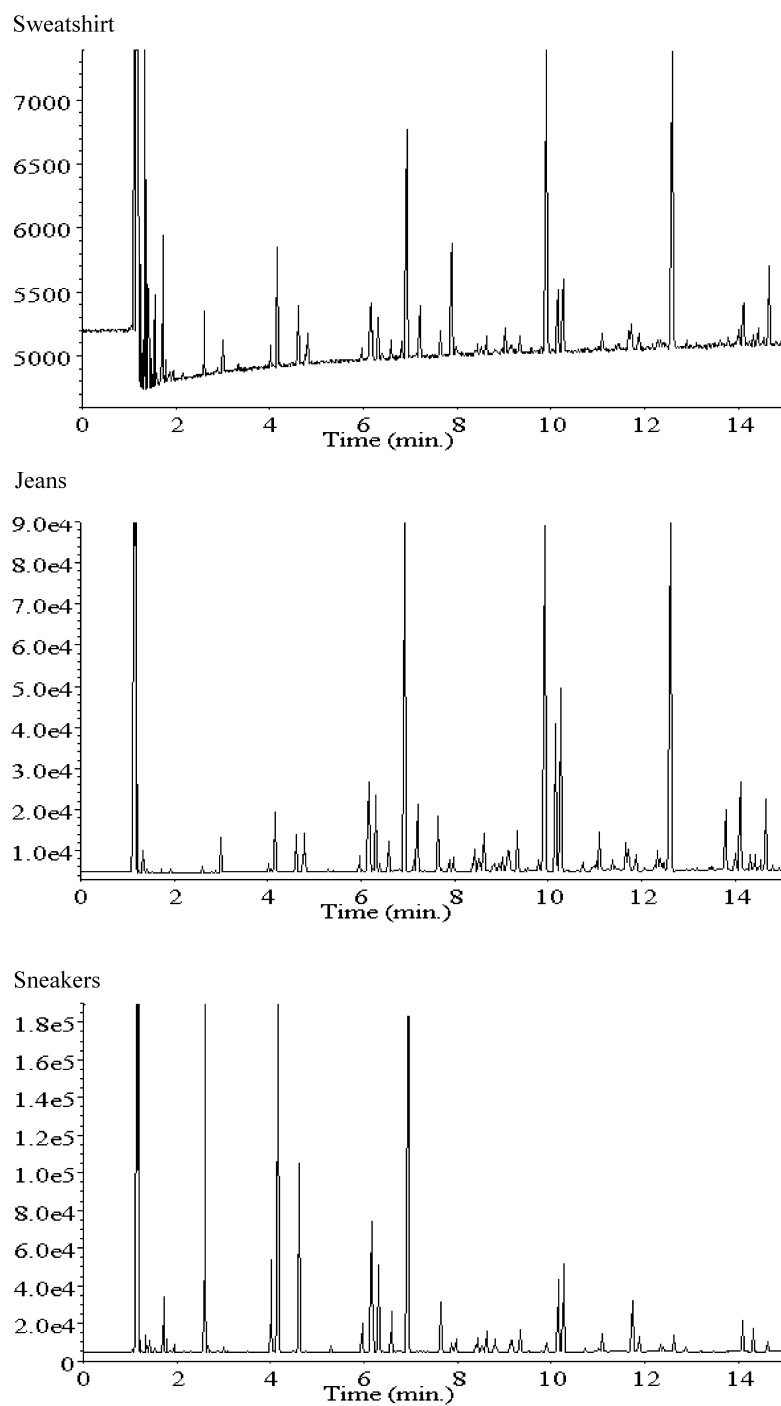 Sweatshirt
7000
6500
6000
5500
5000
0 2 4 6 8 10 12 14
Time (min.)
Jeans
9.0e4
8.0e4
7.0e4
6.0e4
5.0e4
4.0e4
3.0e4
2.0e4
1.0e4
0 2 4 6 8 10 12 14
Time (min.)
Sneakers
1.8e5
1.6e5
1.4e5
1.2e5
1.0e5
8.0e4
6.0e4
4.0e4
2.0e4
0
0 2 4 6 8 10 12 14
Time (min.)